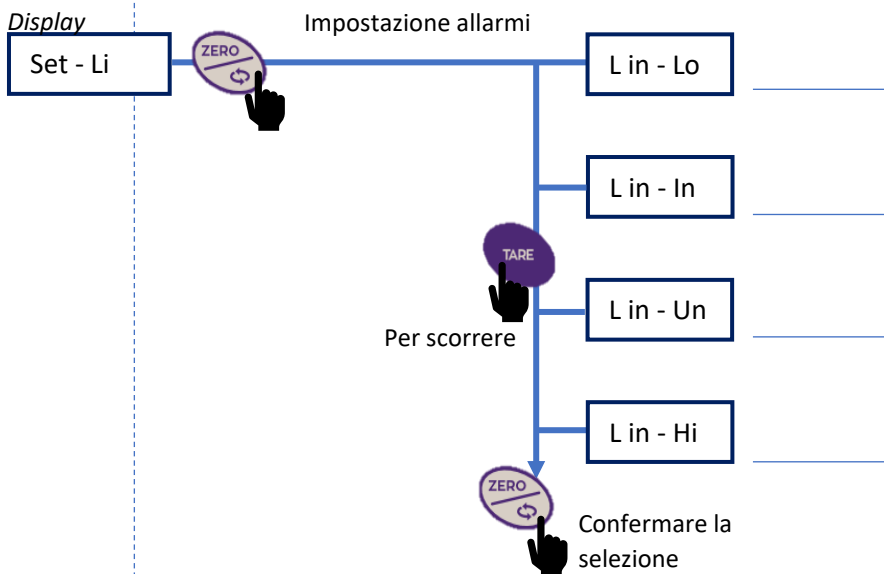 Display
Impostazione allarmi
Set - Li
ZERO
L in - Lo
L in - In
TARE
L in - Un
Per scorrere
L in - Hi
ZERO
Confermare la
selezione